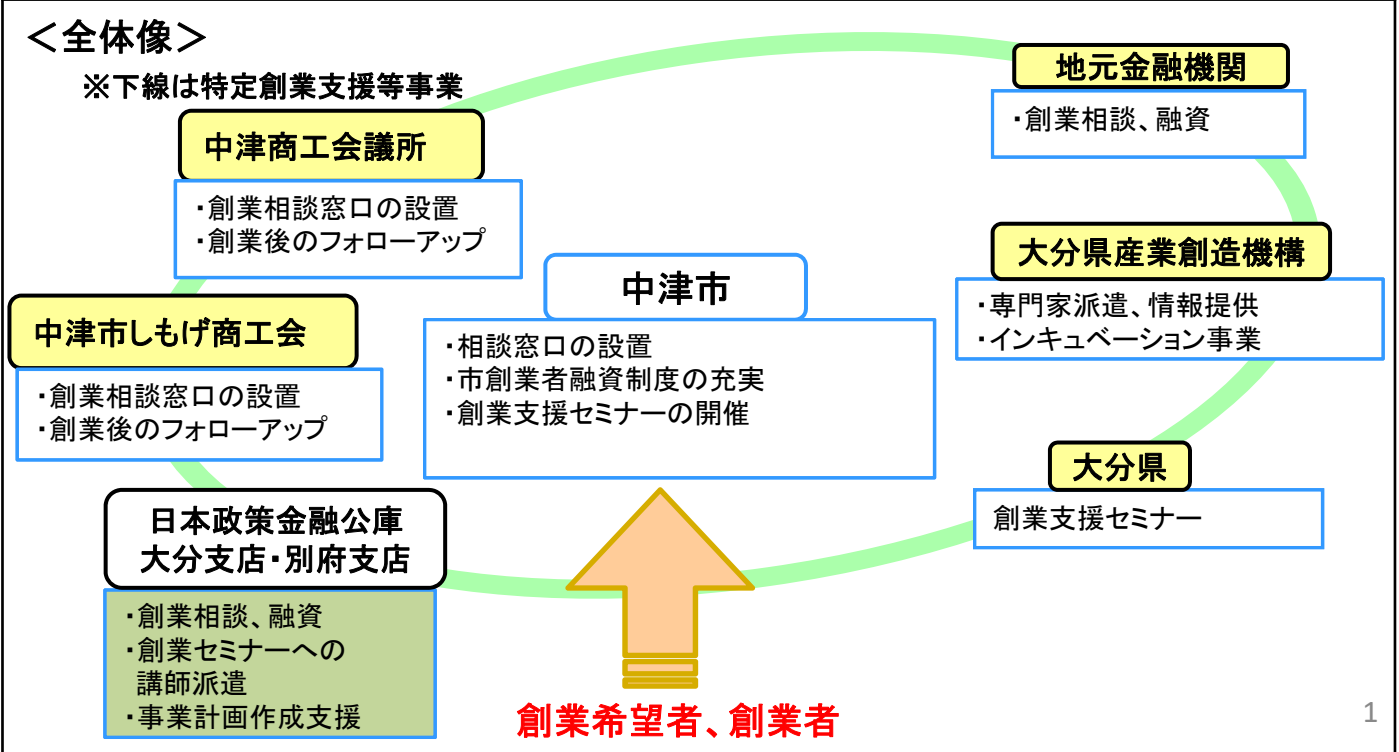 ＜全体像＞
※下線は特定創業支援等事業
中津商工会議所
・創業相談窓口の設置
・創業後のフォローアップ
中津市しもげ商工会
・創業相談窓口の設置
・創業後のフォローアップ
日本政策金融公庫
大分支店・別府支店
・創業相談、融資
・創業セミナーへの
講師派遣
・事業計画作成支援
中津市
・相談窓口の設置
・市創業者融資制度の充実
・創業支援セミナーの開催
創業希望者、創業者
地元金融機関
・創業相談、融資
大分県産業創造機構
・専門家派遣、情報提供
・インキュベーション事業
大分県
創業支援セミナー
1